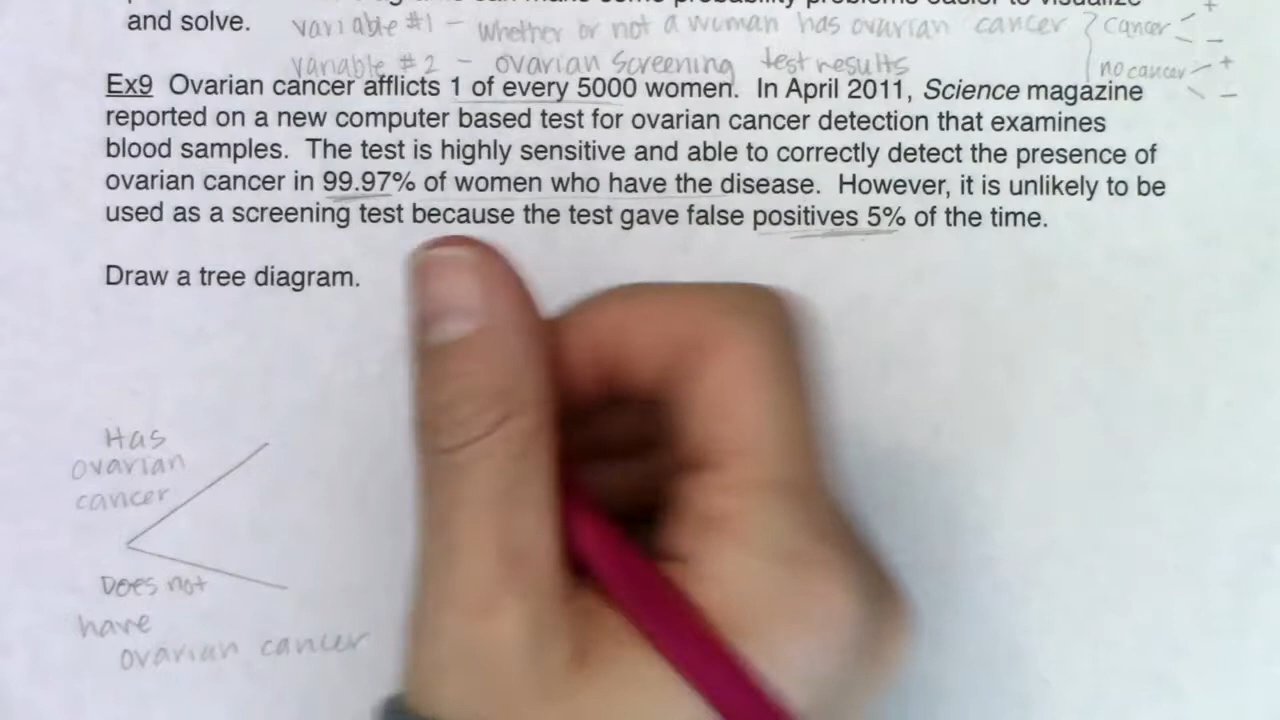 and solve. variable #1 - whether or not a woman has ovarian cancer cancer + -
variable #2 - ovarian screening test results no cancer + -
Ex9 Ovarian cancer afflicts 1 of every 5000 women. In April 2011, Science magazine
reported on a new computer based test for ovarian cancer detection that examines
blood samples. The test is highly sensitive and able to correctly detect the presence of
ovarian cancer in 99.97% of women who have the disease. However, it is unlikely to be
used as a screening test because the test gave false positives 5% of the time.
Draw a tree diagram.
Has
ovarian
cancer
Does not
have
ovarian cancer